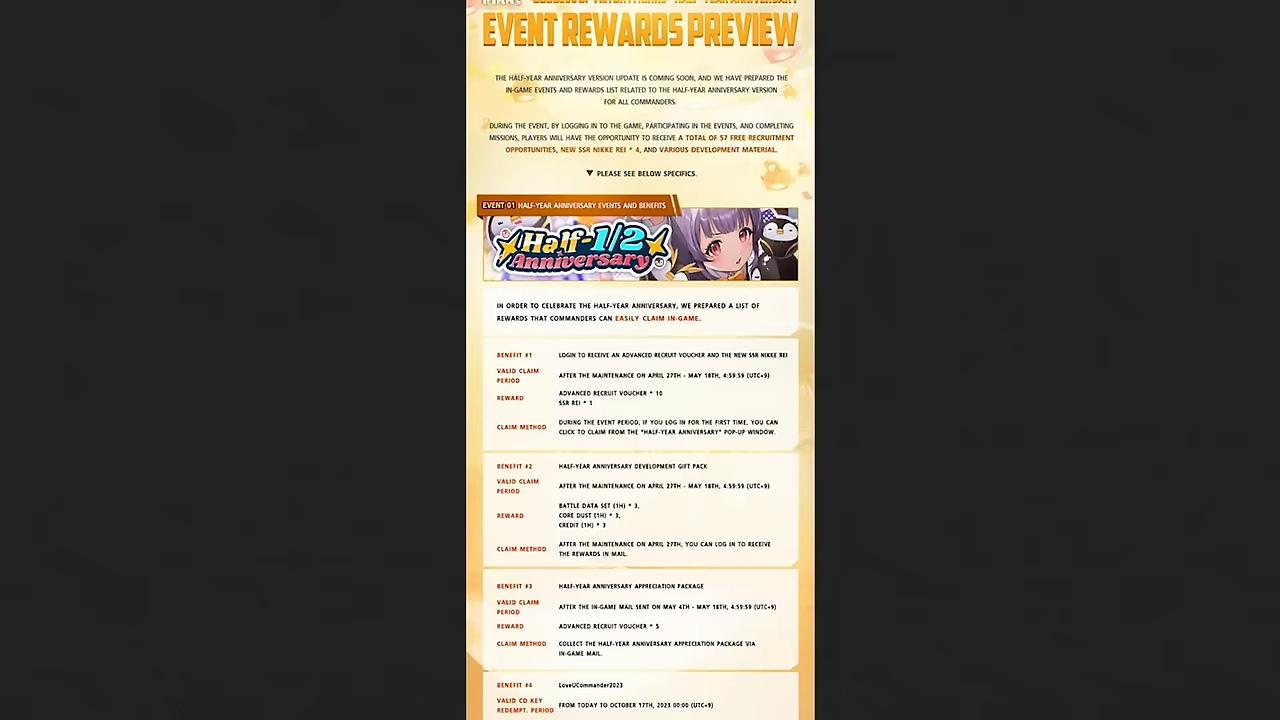 EVENT REWARDS PREVIEW
THE HALF-YEAR ANNIVERSARY VERSION UPDATE IS COMING SOON, AND WE HAVE PREPARED THE
IN-GAME EVENTS AND REWARDS LIST RELATED TO THE HALF-YEAR ANNIVERSARY VERSION
FOR ALL COMMANDERS.
DURING THE EVENT, BY LOGGING IN TO THE GAME, PARTICIPATING IN THE EVENTS, AND COMPLETING
MISSIONS, PLAYERS WILL HAVE THE OPPORTUNITY TO RECEIVE A TOTAL OF 57 FREE RECRUITMENT
OPPORTUNITIES, NEW SSR NIKKE REI * 4, AND VARIOUS DEVELOPMENT MATERIAL.
▼ PLEASE SEE BELOW SPECIFICS.
EVENT 01 HALF-YEAR ANNIVERSARY EVENTS AND BENEFITS
Half-1/2
Anniversary
IN ORDER TO CELEBRATE THE HALF-YEAR ANNIVERSARY, WE PREPARED A LIST OF
REWARDS THAT COMMANDERS CAN EASILY CLAIM IN-GAME.
BENEFIT #1 LOGIN TO RECEIVE AN ADVANCED RECRUIT VOUCHER AND THE NEW SSR NIKKE REI
VALID CLAIM
PERIOD
AFTER THE MAINTENANCE ON APRIL 27TH - MAY 18TH, 4:59:59 (UTC+9)
REWARD
ADVANCED RECRUIT VOUCHER * 10
SSR REI * 1
CLAIM METHOD
DURING THE EVENT PERIOD, IF YOU LOG IN FOR THE FIRST TIME, YOU CAN
CLICK TO CLAIM FROM THE "HALF-YEAR ANNIVERSARY" POP-UP WINDOW.
BENEFIT #2 HALF-YEAR ANNIVERSARY DEVELOPMENT GIFT PACK
VALID CLAIM
PERIOD
AFTER THE MAINTENANCE ON APRIL 27TH - MAY 18TH, 4:59:59 (UTC+9)
REWARD
BATTLE DATA SET (1H) * 3,
CORE DUST (1H) * 3,
CREDIT (1H) * 3
CLAIM METHOD
AFTER THE MAINTENANCE ON APRIL 27TH, YOU CAN LOG IN TO RECEIVE
THE REWARDS IN MAIL.
BENEFIT #3 HALF-YEAR ANNIVERSARY APPRECIATION PACKAGE
VALID CLAIM
PERIOD
AFTER THE IN-GAME MAIL SENT ON MAY 4TH - MAY 18TH, 4:59:59 (UTC+9)
REWARD ADVANCED RECRUIT VOUCHER * 5
CLAIM METHOD COLLECT THE HALF-YEAR ANNIVERSARY APPRECIATION PACKAGE VIA
IN-GAME MAIL.
BENEFIT #4 LoveUCommander2023
VALID CD KEY
REDEMPT. PERIOD
FROM TODAY TO OCTOBER 17TH, 2023 00:00 (UTC+9)